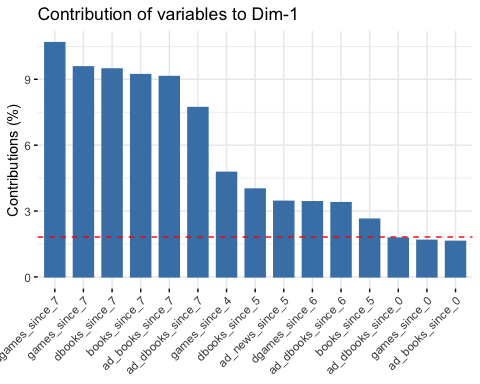 Contribution of variables to Dim-1
Contributions (%)
9
6
3
0
games_since_7
dbooks_since_7
books_since_7
ad_books_since_7
ad_dbooks_since_7
games_since_4
dbooks_since_5
ad_news_since_5
dgames_since_6
ad_dbooks_since_6
books_since_5
ad_dbooks_since_0
games_since_0
ad_books_since_0